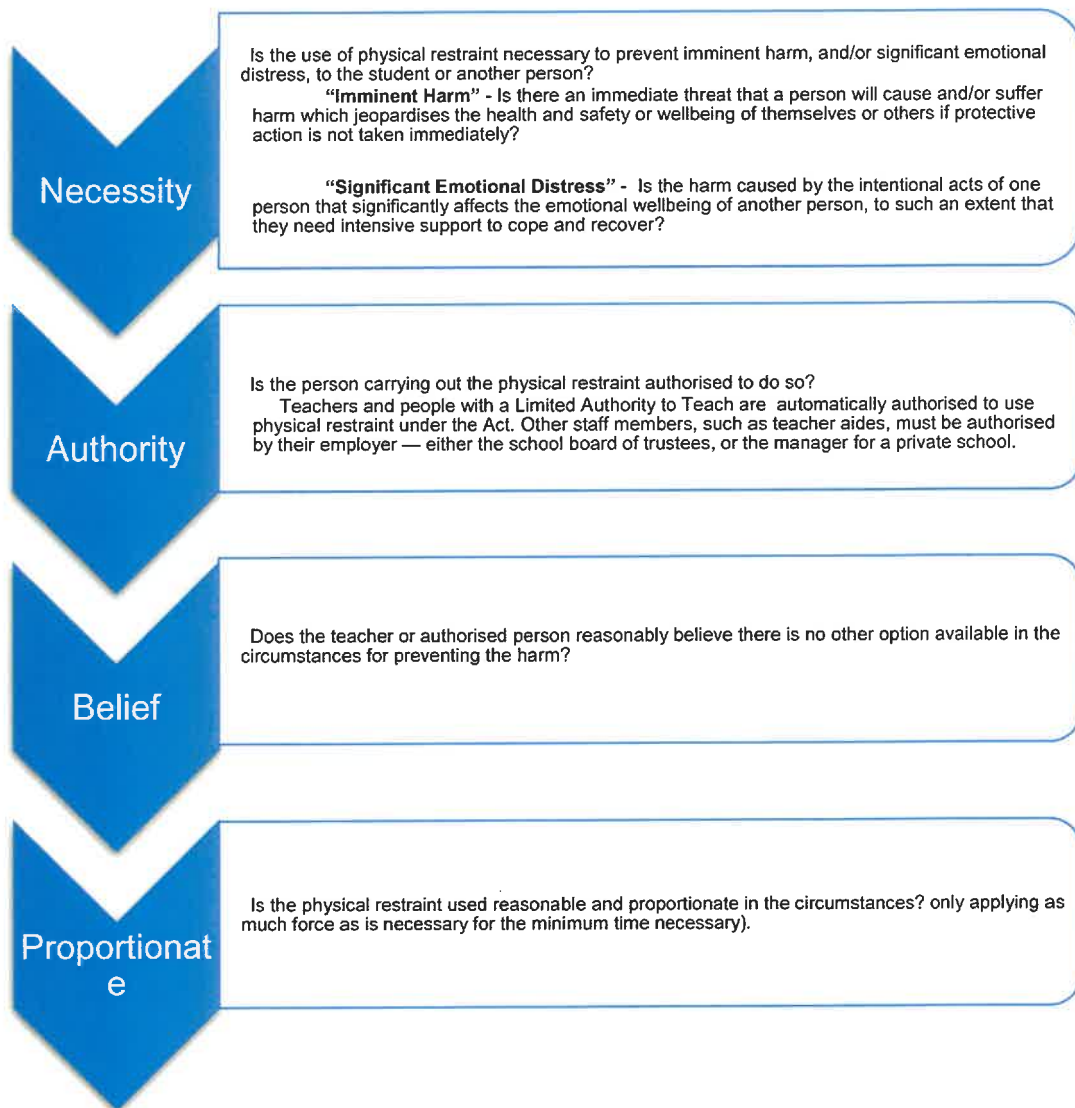 Necessity
Is the use of physical restraint necessary to prevent imminent harm, and/or significant emotional
distress, to the student or another person?
“Imminent Harm” - Is there an immediate threat that a person will cause and/or suffer
harm which jeopardises the health and safety or wellbeing of themselves or others if protective
action is not taken immediately?
“Significant Emotional Distress” - Is the harm caused by the intentional acts of one
person that significantly affects the emotional wellbeing of another person, to such an extent that
they need intensive support to cope and recover?
Authority
Is the person carrying out the physical restraint authorised to do so?
Teachers and people with a Limited Authority to Teach are automatically authorised to use
physical restraint under the Act. Other staff members, such as teacher aides, must be authorised
by their employer — either the school board of trustees, or the manager for a private school.
Belief
Does the teacher or authorised person reasonably believe there is no other option available in the
circumstances for preventing the harm?
Proportionat
e
Is the physical restraint used reasonable and proportionate in the circumstances? only applying as
much force as is necessary for the minimum time necessary).